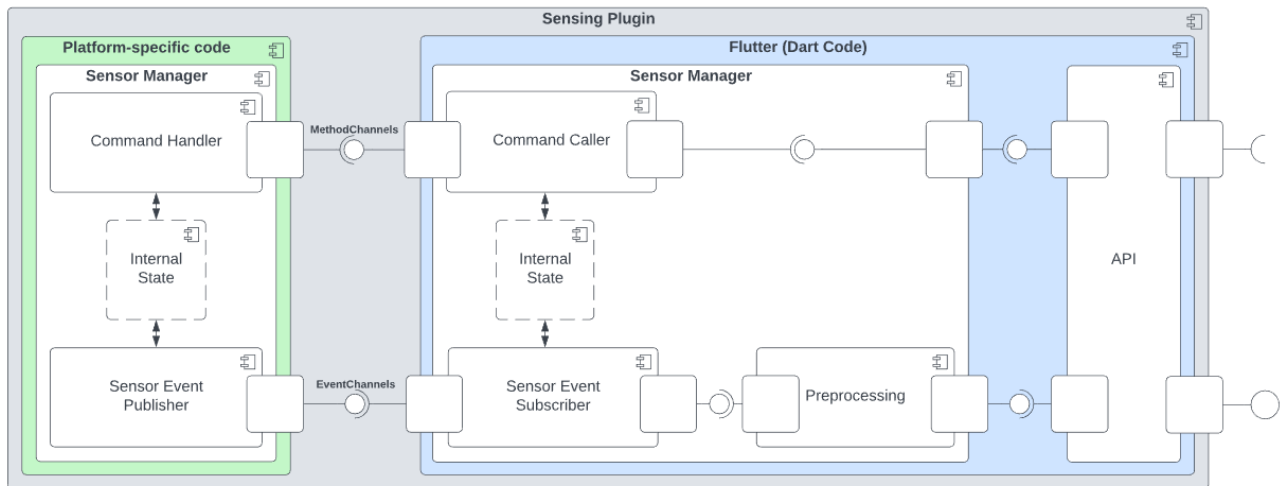 Sensing Plugin
Platform-specific code
Flutter (Dart Code)
Sensor Manager
Sensor Manager
Command Handler
MethodChannels
Command Caller
Internal
State
Internal
State
API
Sensor Event
Publisher
EventChannels
Sensor Event
Subscriber
Preprocessing